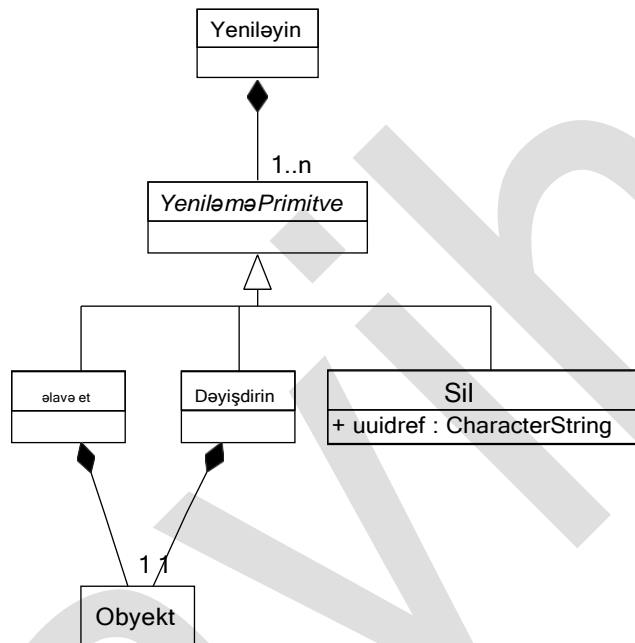 Yeniləyin
1..n
YeniləməPrimitve
əlavə et
Dəyişdirin
Sil
+ uuidref : CharacterString
1 1
Obyekt